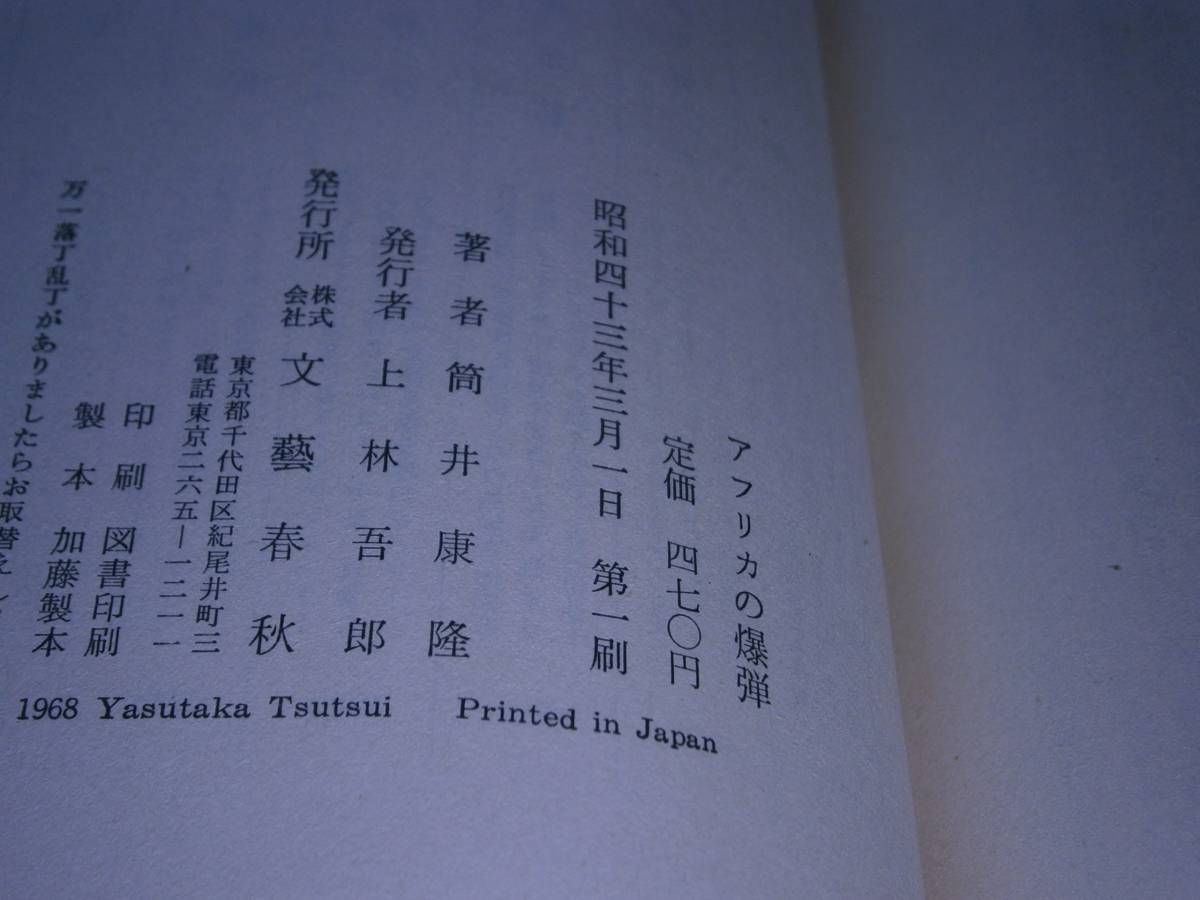 アフリカの爆弾
定価 四七〇円
昭和四十三年三月一日 第一刷
著者 筒井康隆
発行者 上林吾郎
発行所 株式会社 文藝春秋
東京都千代田区紀尾井町三
電話東京二六五―一二一一
印刷 図書印刷
製本 加藤製本
万一落丁乱丁がありましたらお取替え
1968 Yasutaka Tsutsui Printed in Japan